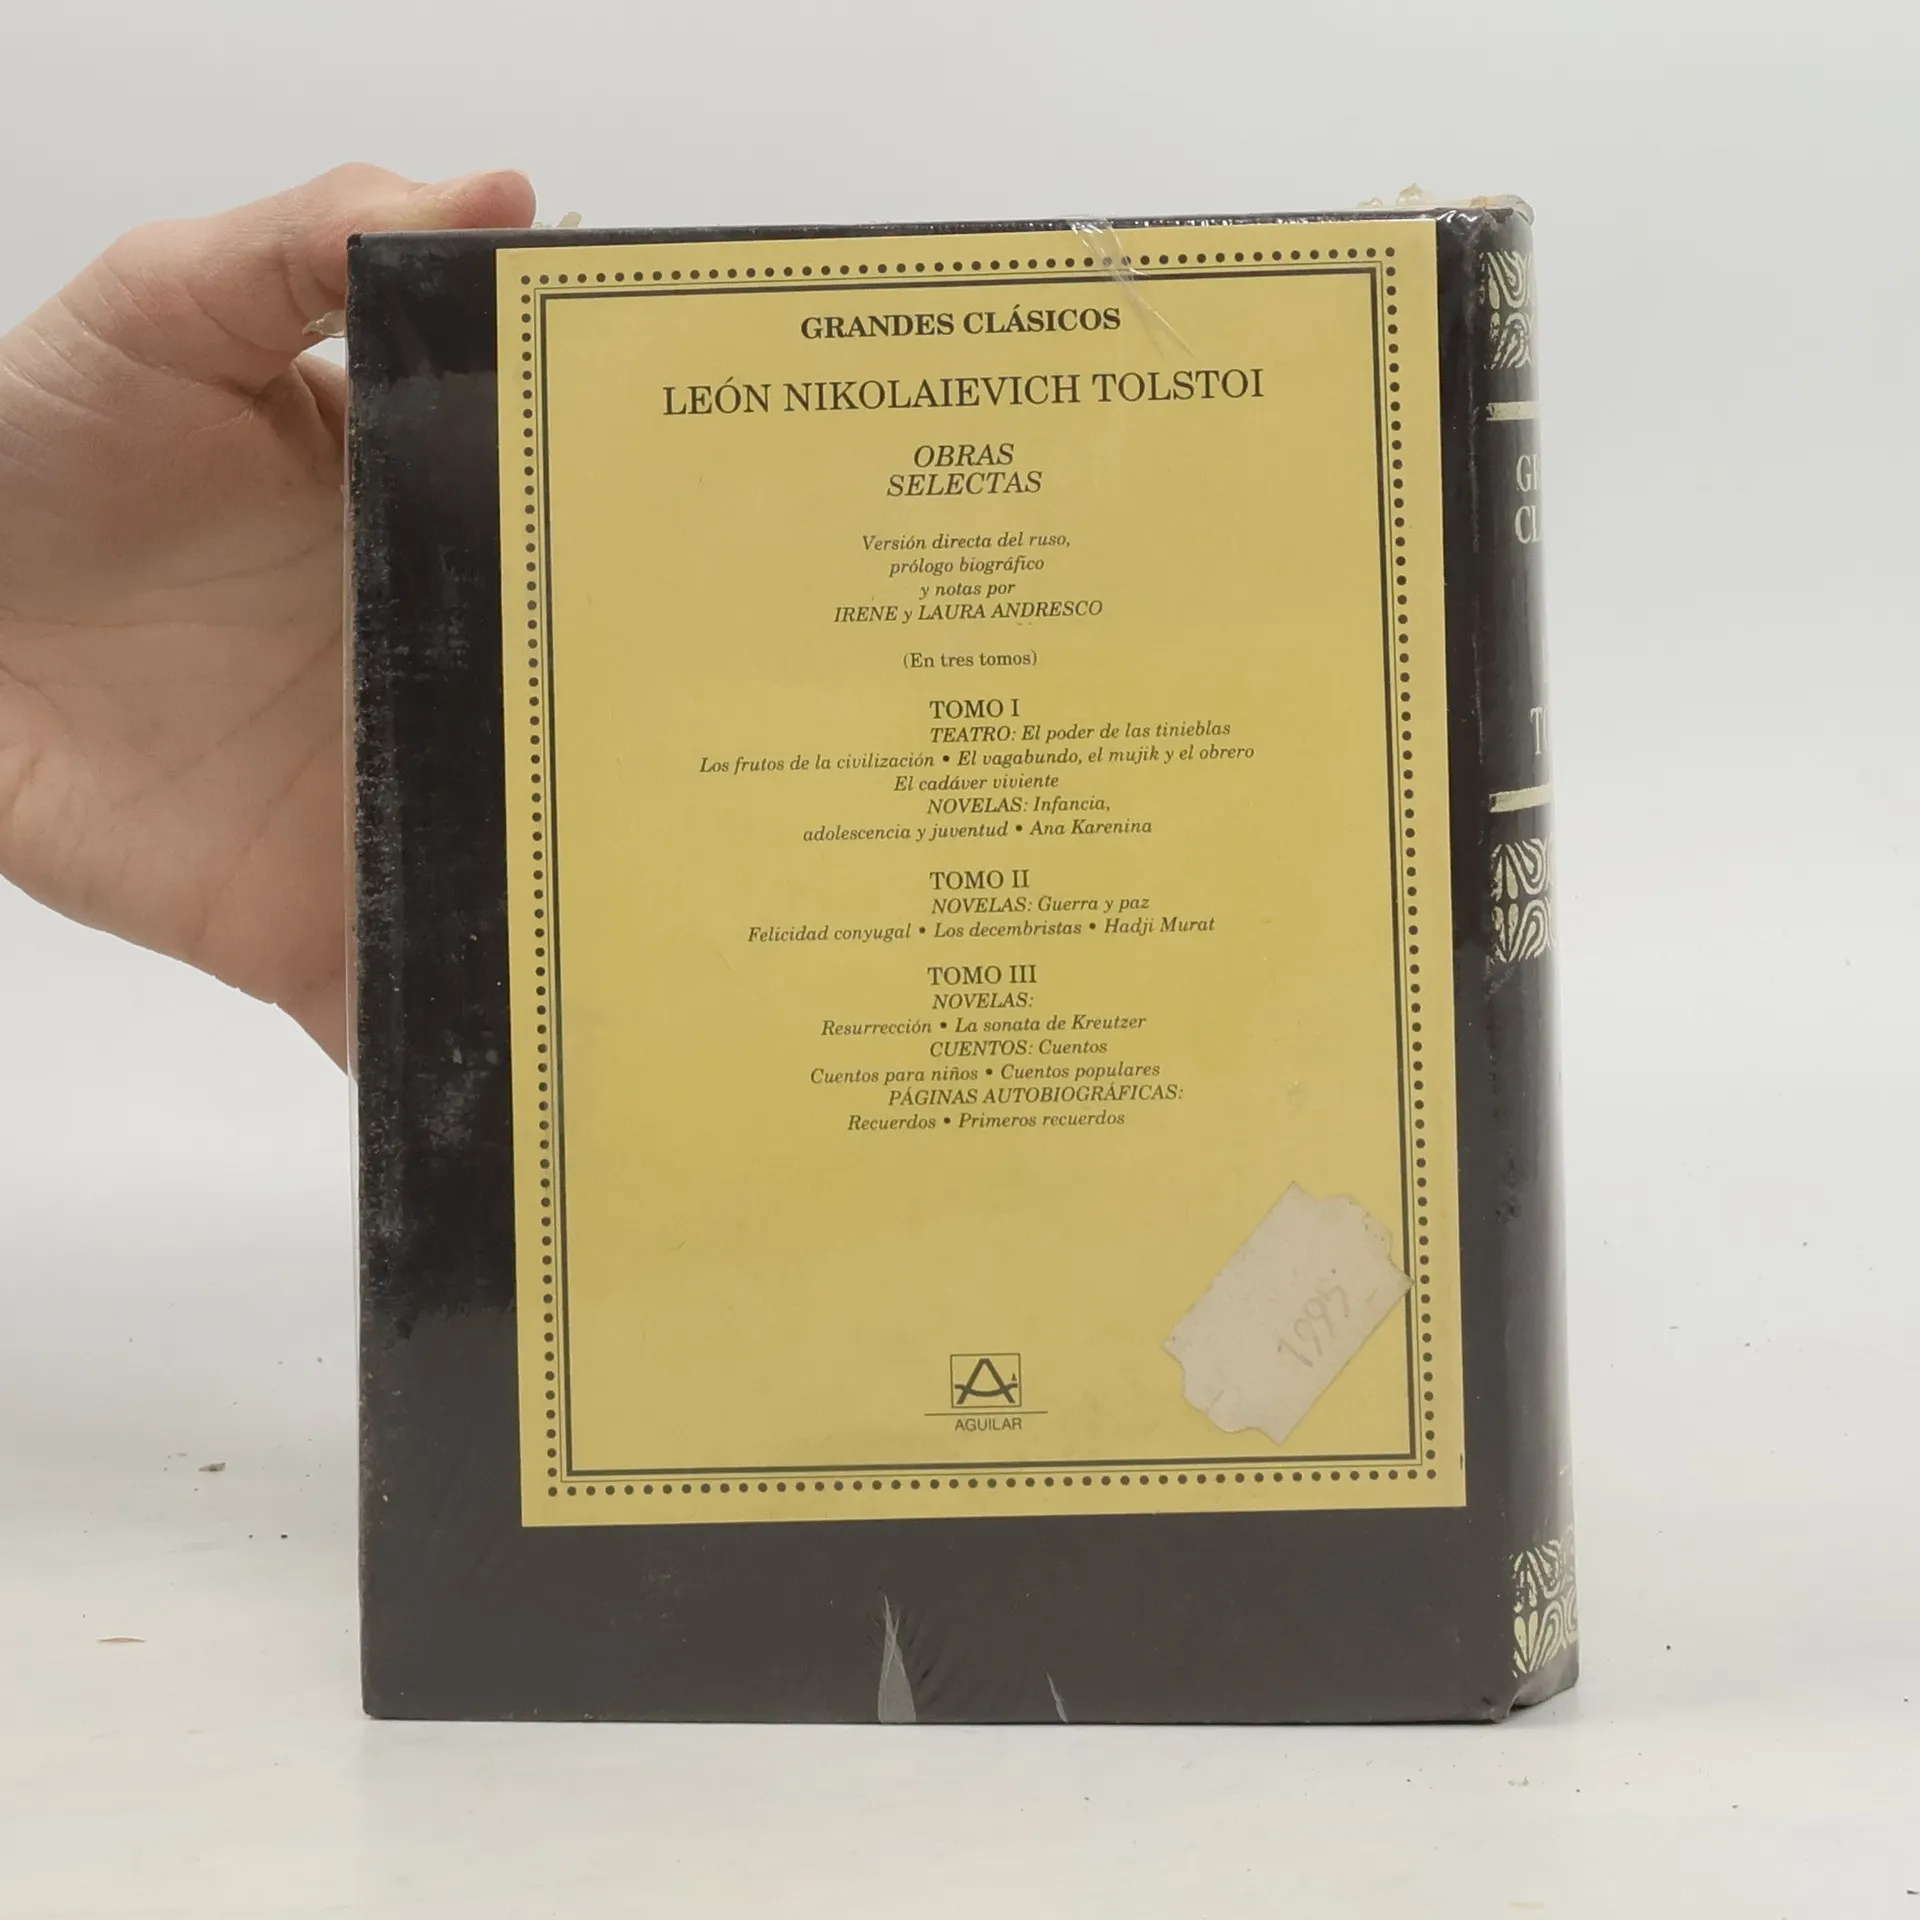 GRANDES CLÁSICOS
LEÓN NIKOLAIEVICH TOLSTOI
OBRAS
SELECTAS
Versión directa del ruso,
prólogo biográfico
y notas por
IRENE y LAURA ANDRESCO
(En tres tomos)
TOMO I
TEATRO: El poder de las tinieblas
Los frutos de la civilización • El vagabundo, el mujik y el obrero
El cadáver viviente
NOVELAS: Infancia,
adolescencia y juventud • Ana Karenina
TOMO II
NOVELAS: Guerra y paz
Felicidad conyugal • Los decembristas • Hadji Murat
TOMO III
NOVELAS:
Resurrección • La sonata de Kreutzer
CUENTOS: Cuentos
Cuentos para niños • Cuentos populares
PÁGINAS AUTOBIOGRÁFICAS:
Recuerdos • Primeros recuerdos
AGUILAR
1995